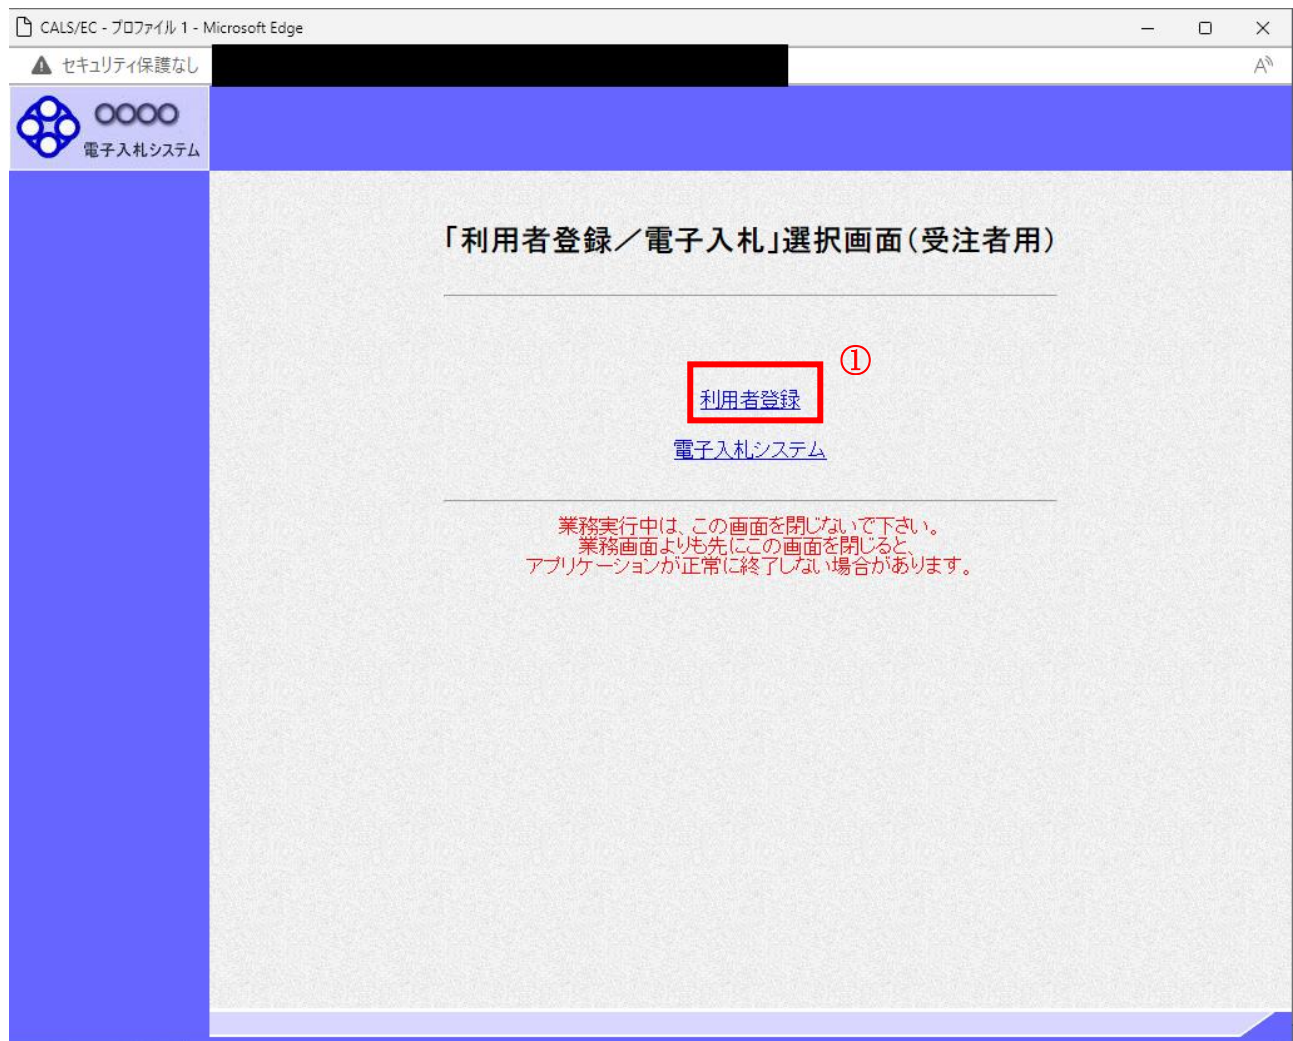 CALS/EC - プロファイル 1 - Microsoft Edge
セキュリティ保護なし
A
○○○○
電子入札システム
「利用者登録／電子入札」選択画面(受注者用)
①
利用者登録
電子入札システム
業務実行中は、この画面を閉じないで下さい。
業務画面よりも先にこの画面を閉じると、
アプリケーションが正常に終了しない場合があります。